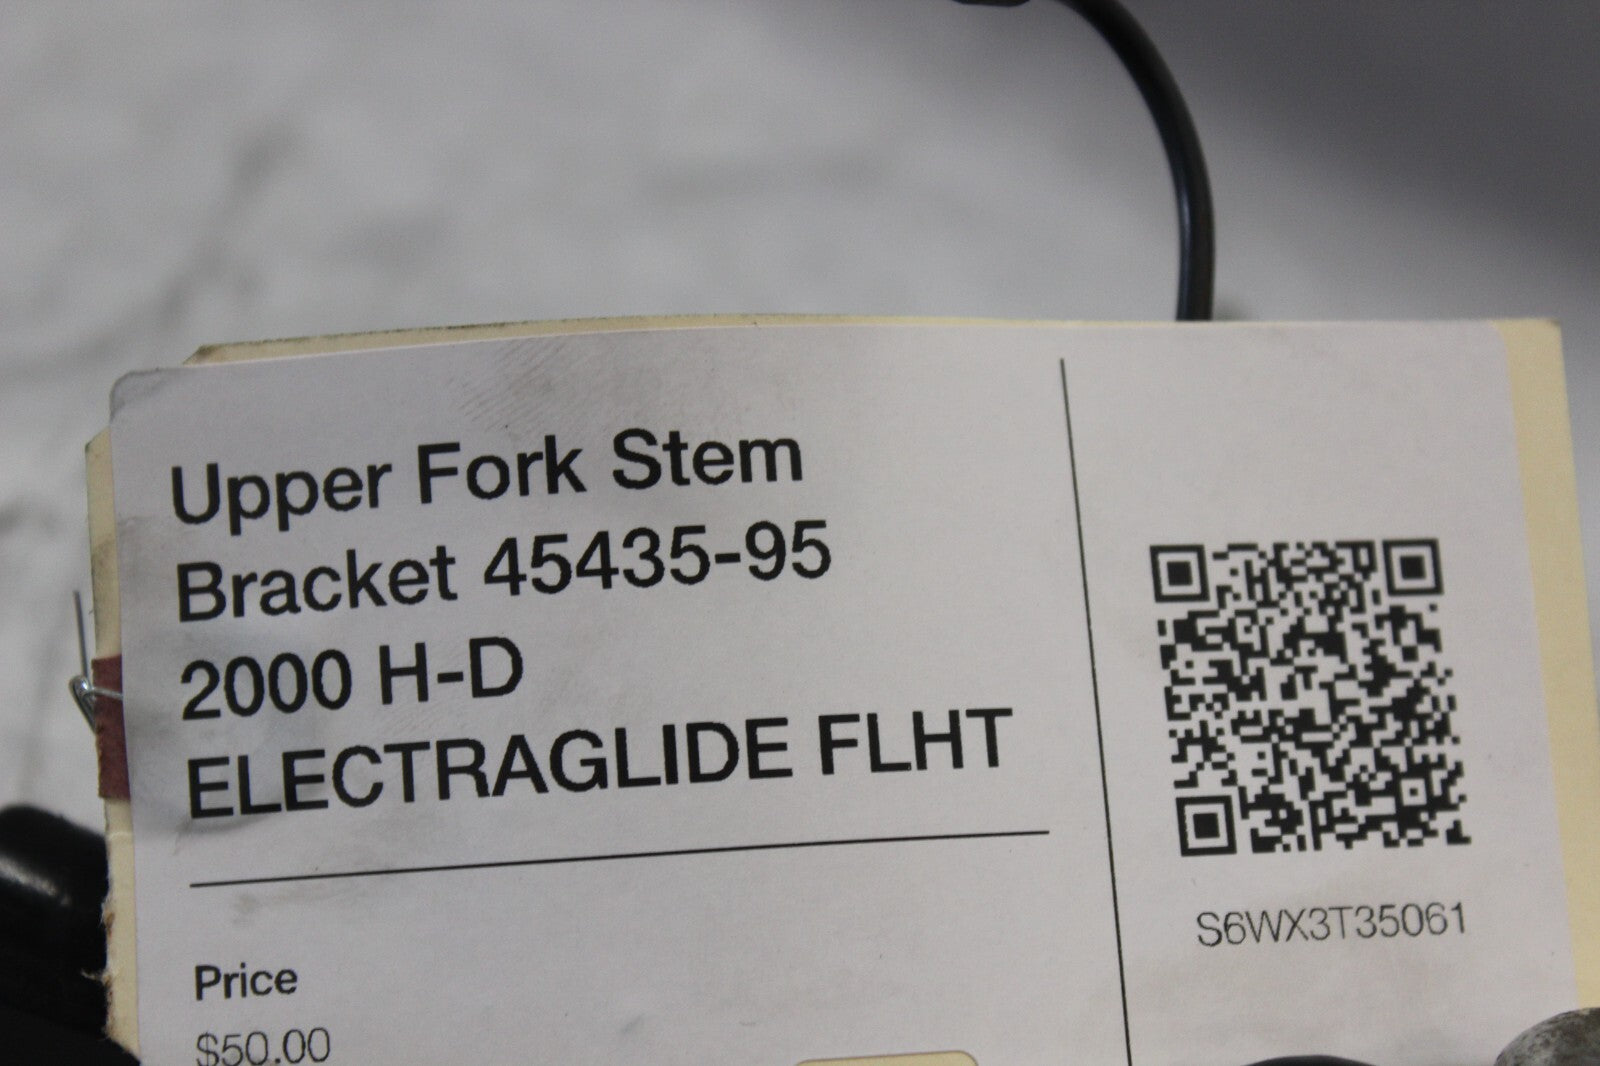 Upper Fork Stem
Bracket 45435-95
2000 H-D
ELECTRAGLIDE FLHT
Price
$50.00
S6WX3T35061